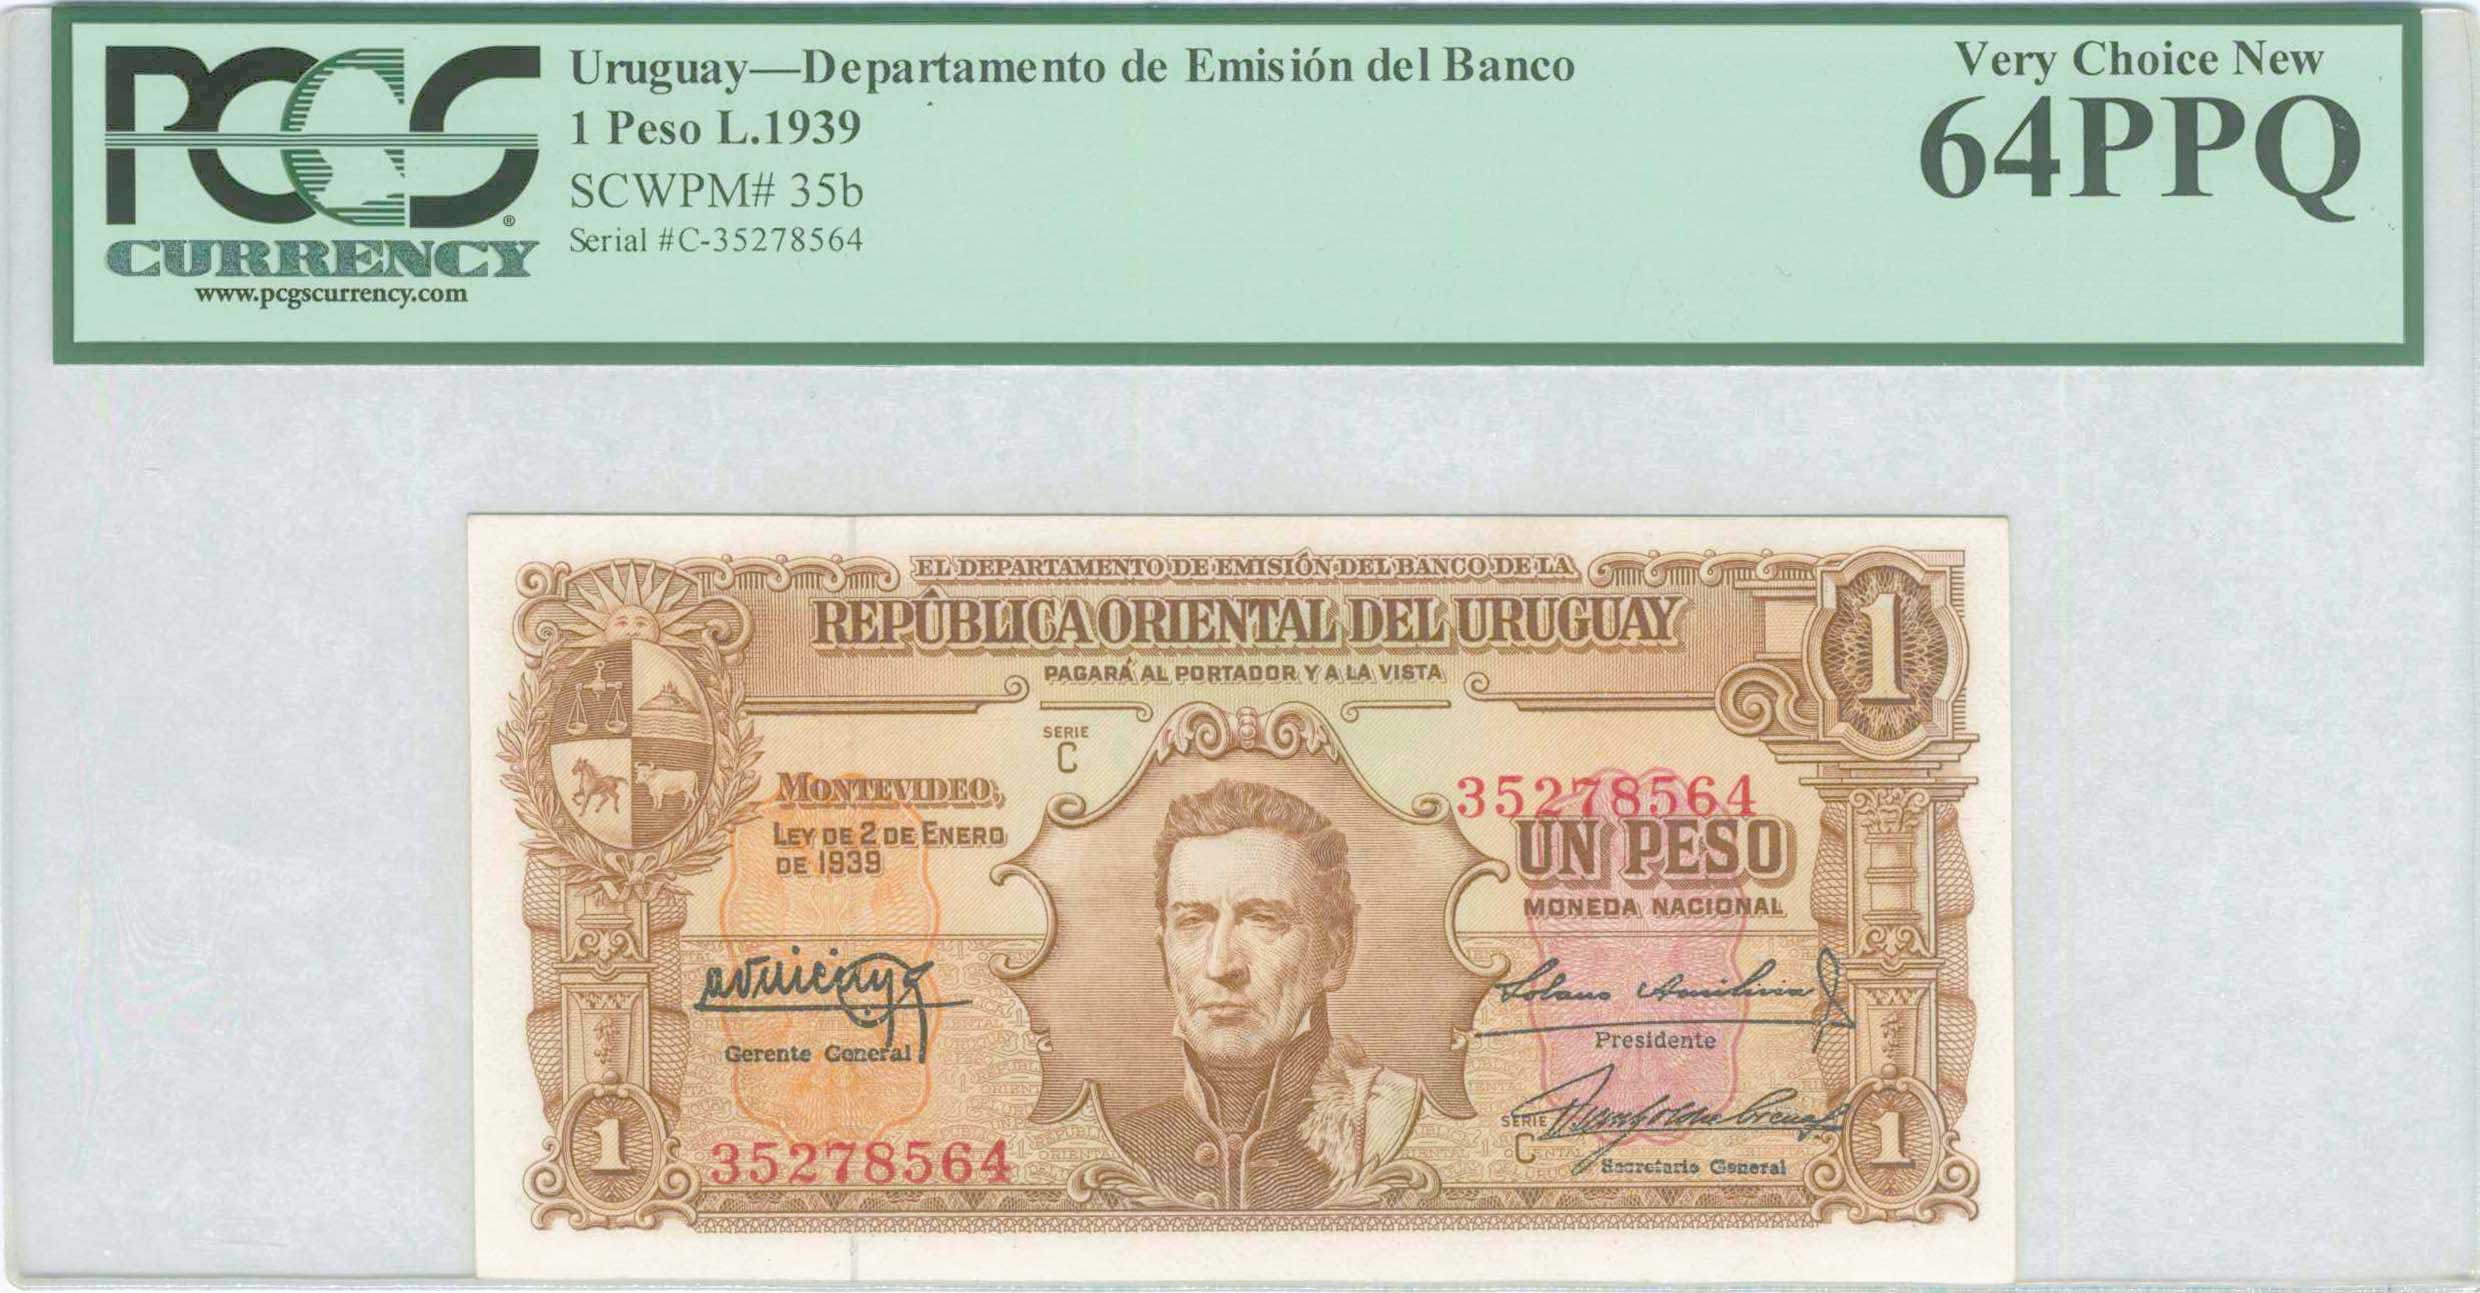 PCGS
CURRENCY
www.pcgscurrency.com
Uruguay—Departamento de Emisión del Banco
1 Peso L.1939
SCWPM# 35b
Serial #C-35278564
Very Choice New
64PPQ
EL DEPARTAMENTO DE EMISIÓN DEL BANCO DE LA
REPÚBLICA ORIENTAL DEL URUGUAY
PAGARÁ AL PORTADOR Y A LA VISTA
1
SERIE
C
MONTEVIDEO,
LEY DE 2 DE ENERO
DE 1939
35278564
UN PESO
MONEDA NACIONAL
Gerente General
Presidente
SERIE
C
Secretario General
1
35278564
1